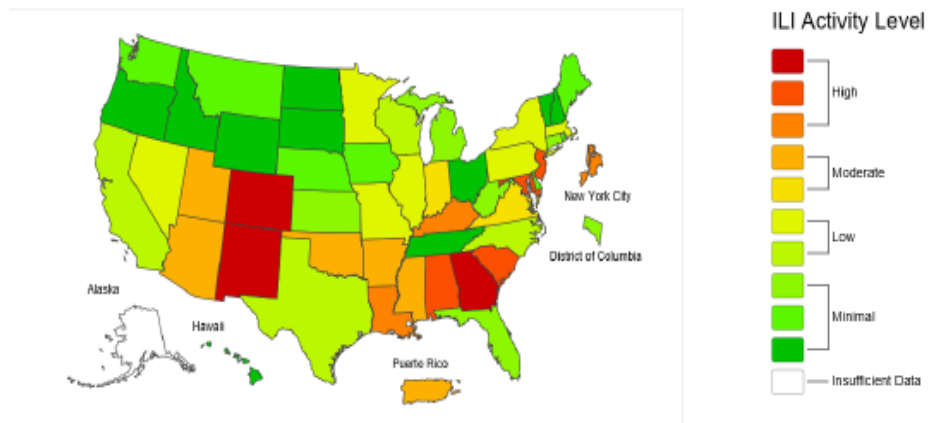 ILI Activity Level
High
Moderate
Low
Minimal
Insufficient Data
New York City
District of Columbia
Alaska
Hawaii
Puerto Rico